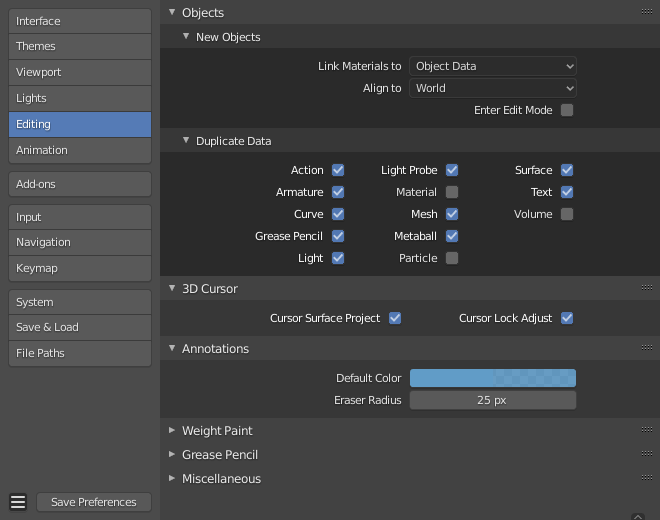 Interface
Themes
Viewport
Lights
Editing
Animation
Add-ons
Input
Navigation
Keymap
System
Save & Load
File Paths
Save Preferences
Objects
New Objects
Link Materials to Object Data
Align to World
Enter Edit Mode
Duplicate Data
Action Light Probe Surface
Armature Material Text
Curve Mesh Volume
Grease Pencil Metaball
Light Particle
3D Cursor
Cursor Surface Project Cursor Lock Adjust
Annotations
Default Color
Eraser Radius 25 px
Weight Paint
Grease Pencil
Miscellaneous